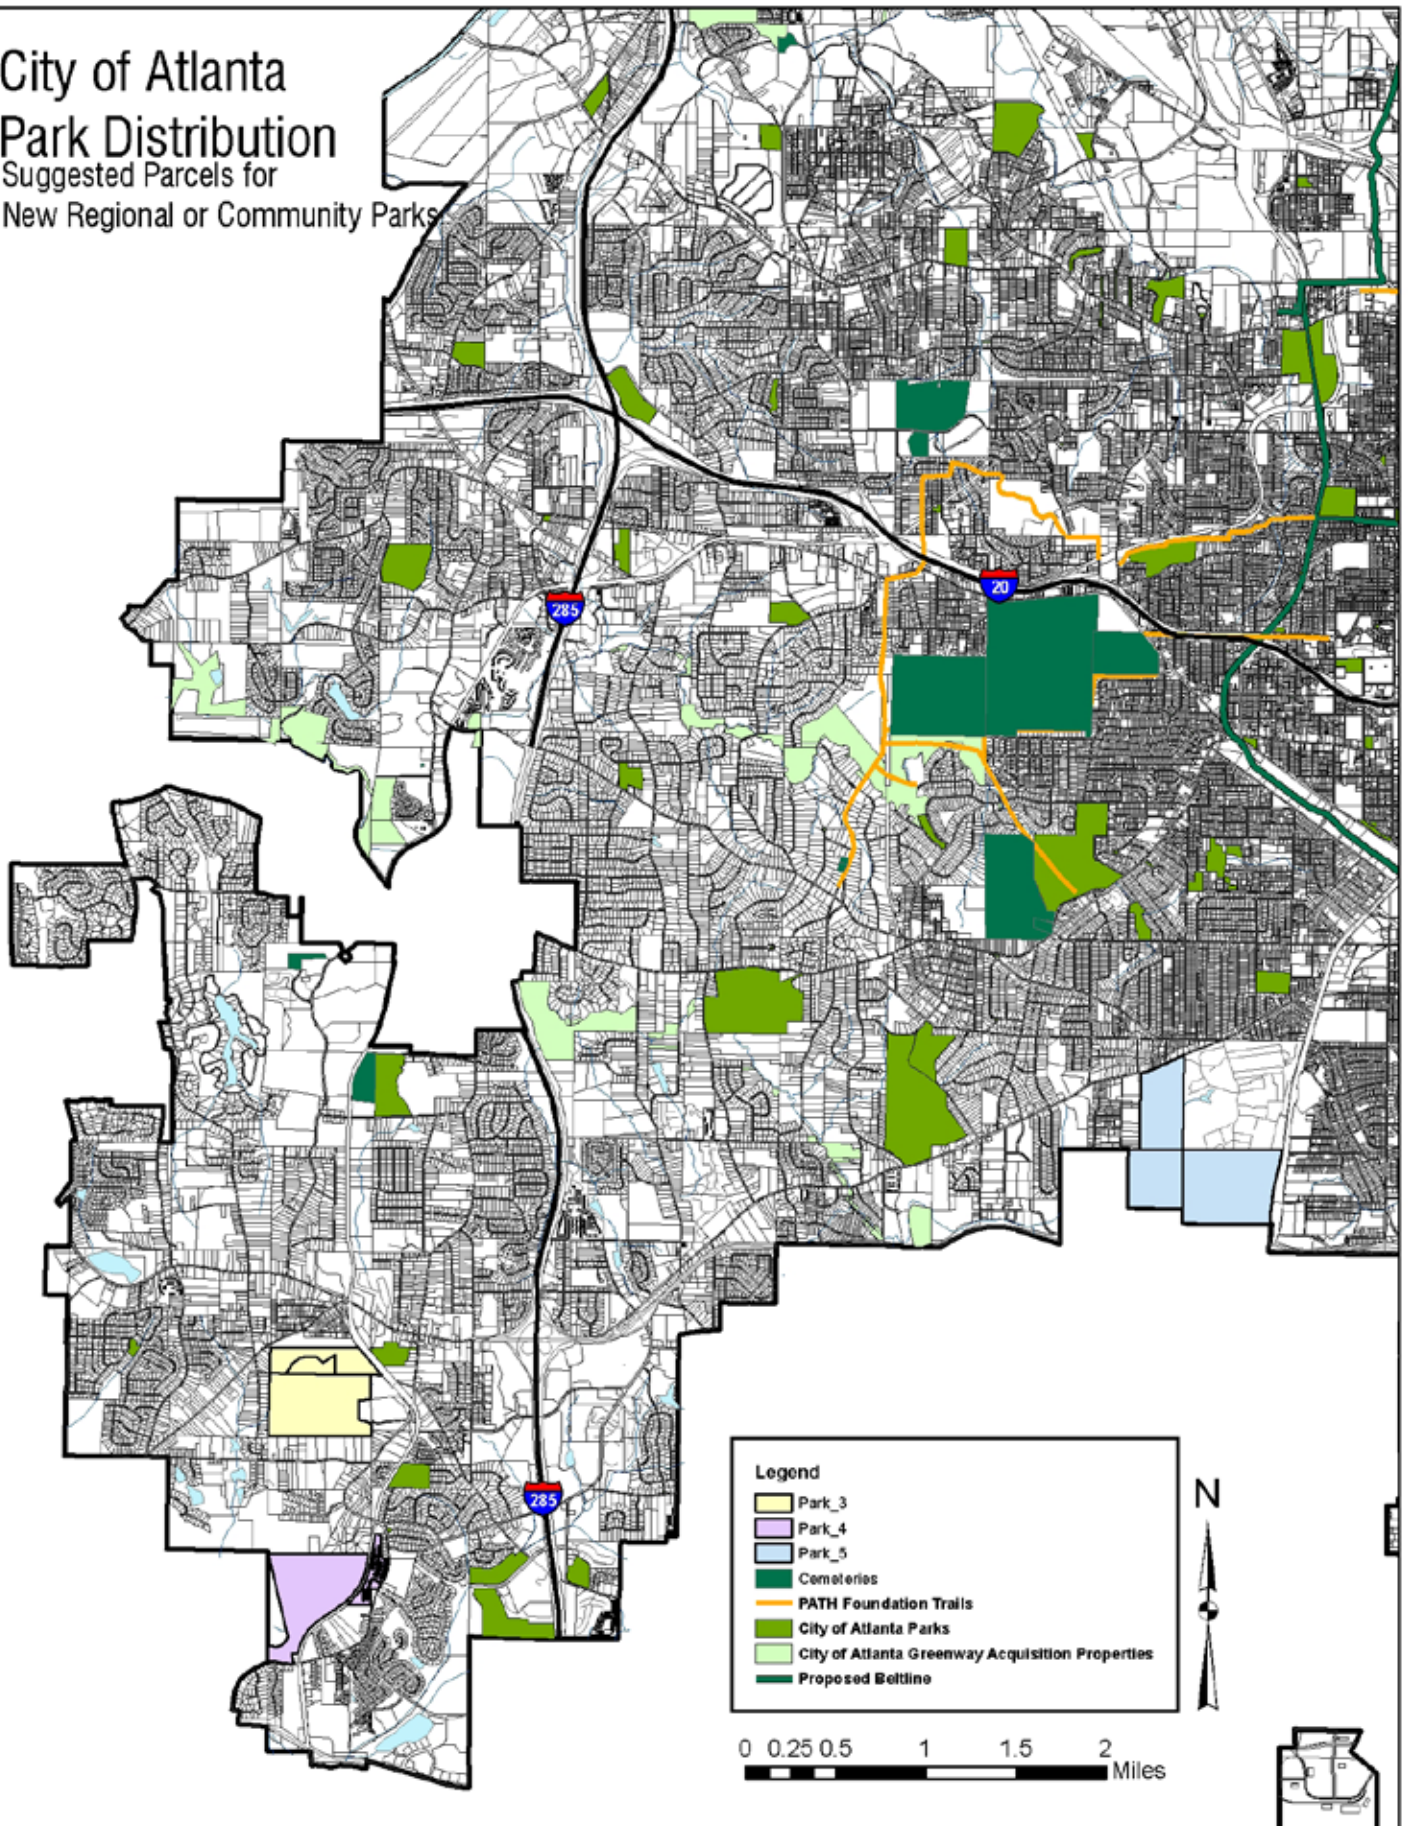 City of Atlanta
Park Distribution
Suggested Parcels for
New Regional or Community Parks
20
285
285
Legend
Park_3
Park_4
Park_5
Cemeteries
PATH Foundation Trails
City of Atlanta Parks
City of Atlanta Greenway Acquisition Properties
Proposed Beltline
N
0 0.25 0.5 1 1.5 2
Miles